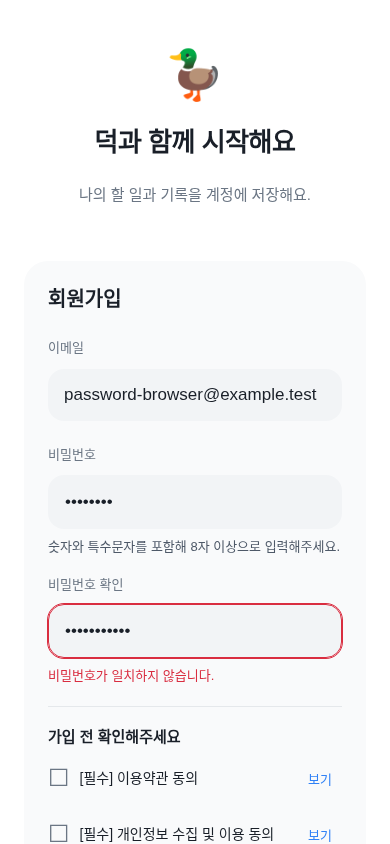 덕과 함께 시작해요
나의 할 일과 기록을 계정에 저장해요.
회원가입
이메일
password-browser@example.test
비밀번호
••••••••
숫자와 특수문자를 포함해 8자 이상으로 입력해주세요.
비밀번호 확인
•••••••••••
비밀번호가 일치하지 않습니다.
가입 전 확인해주세요
[필수] 이용약관 동의 보기
[필수] 개인정보 수집 및 이용 동의 보기